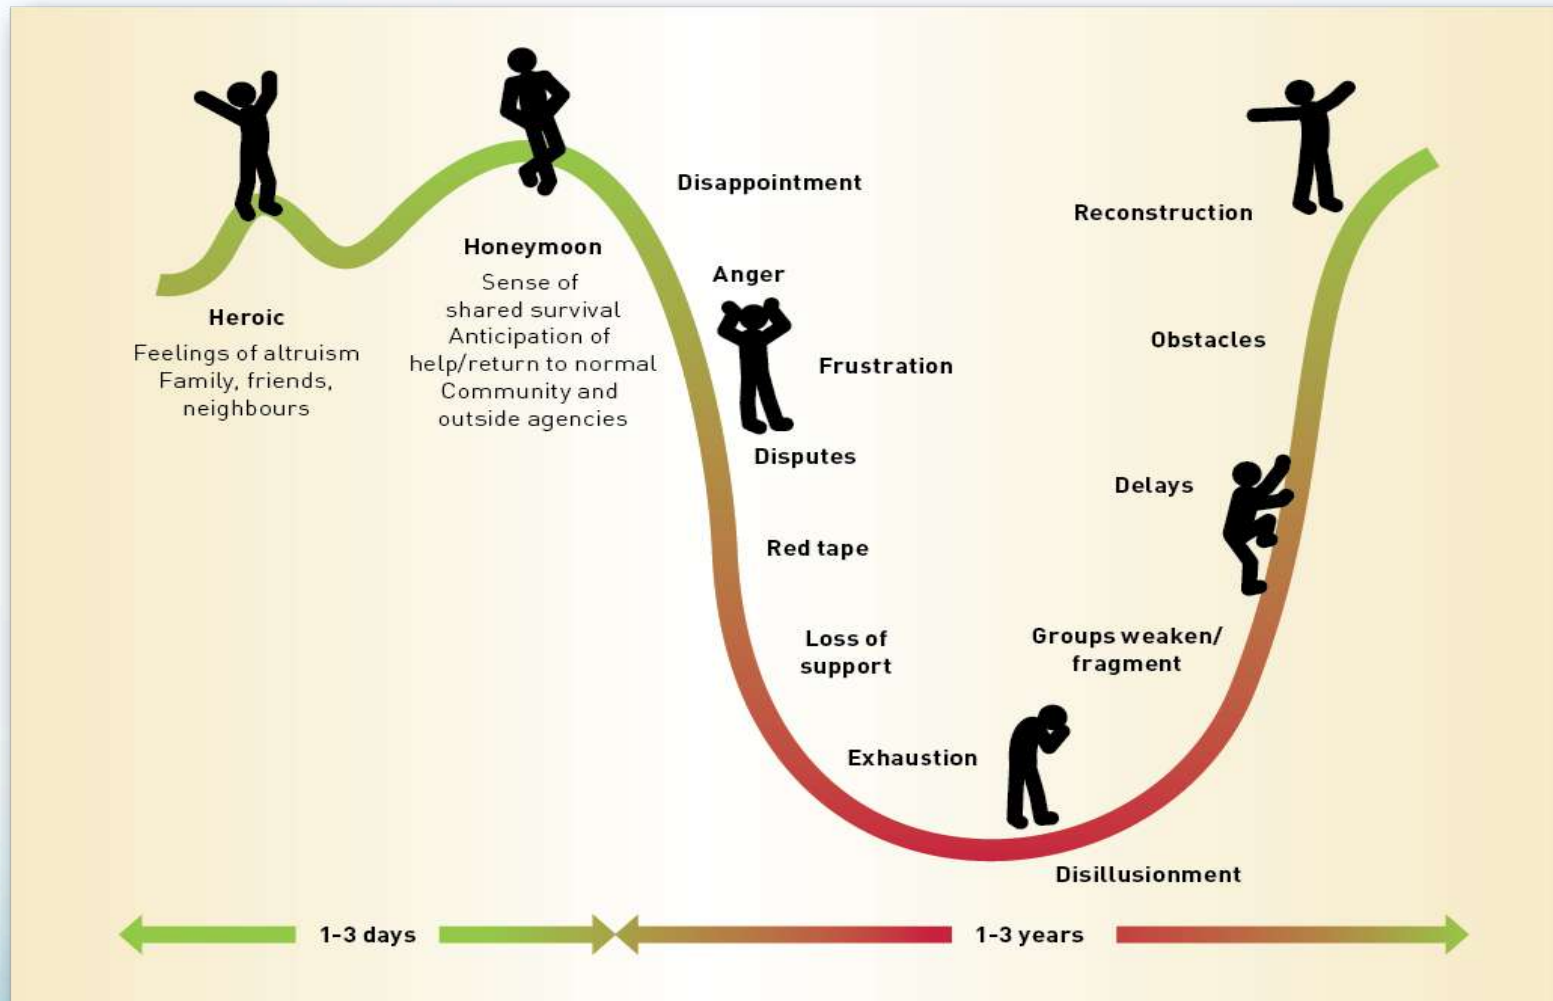 Heroic
Feelings of altruism
Family, friends,
neighbours
Honeymoon
Sense of
shared survival
Anticipation of
help/return to normal
Community and
outside agencies
Disappointment
Anger
Frustration
Disputes
Red tape
Loss of
support
Exhaustion
Disillusionment
Groups weaken/
fragment
Delays
Obstacles
Reconstruction
1-3 days
1-3 years